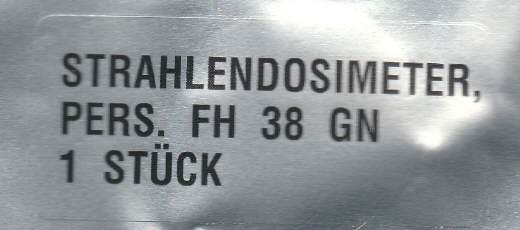 STRAHLENDOSIMETER,
PERS. FH 38 GN
1 STÜCK